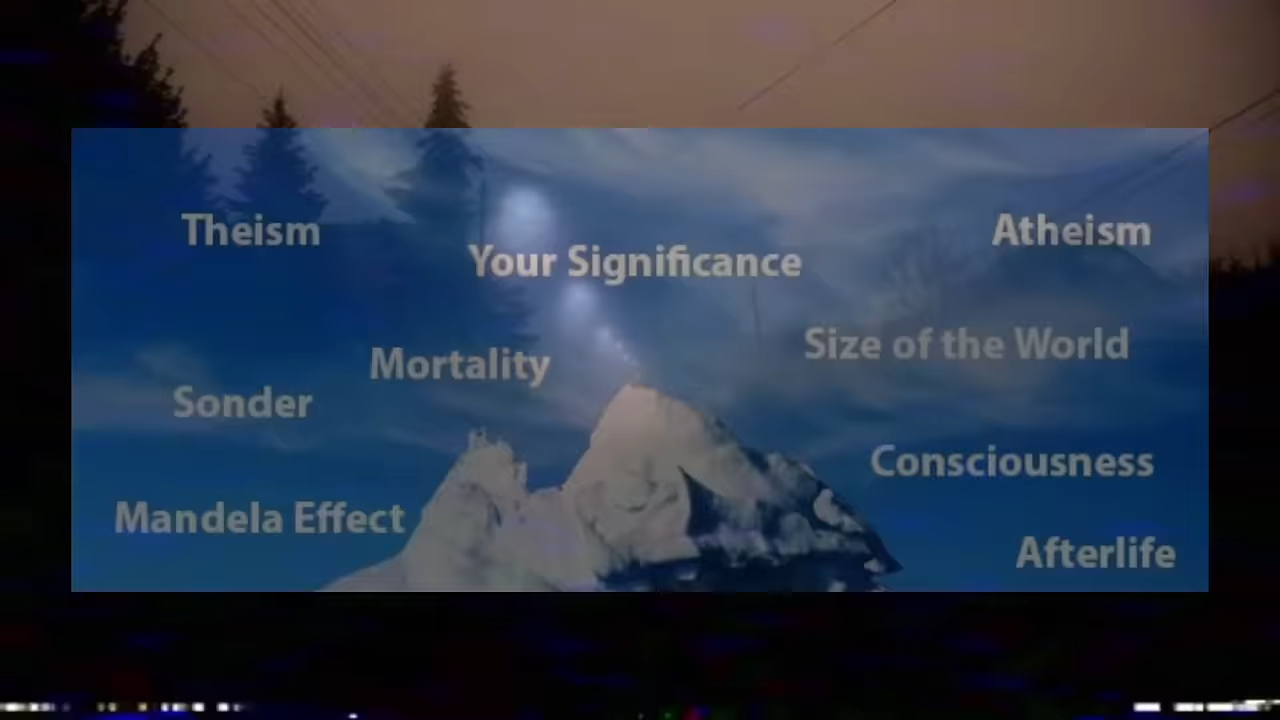 Theism
Atheism
Your Significance
Size of the World
Mortality
Sonder
Consciousness
Mandela Effect
Afterlife